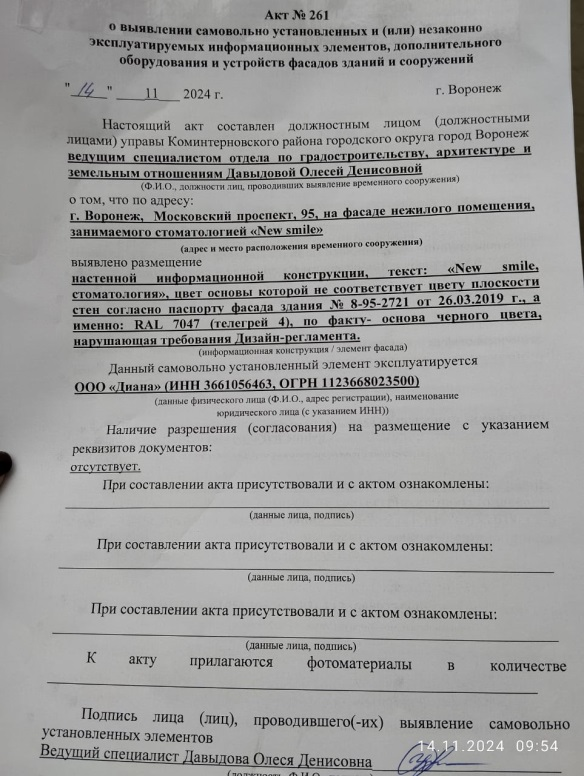 Акт № 261
о выявлении самовольно установленных и (или) незаконно
эксплуатируемых информационных элементов, дополнительного
оборудования и устройств фасадов зданий и сооружений
"14" 11 2024 г. г. Воронеж
Настоящий акт составлен должностным лицом (должностными
лицами) управы Коминтерновского района городского округа город Воронеж
ведущим специалистом отдела по градостроительству, архитектуре и
земельным отношениям Давыдовой Олесей Денисовной
(Ф.И.О., должности лиц, проводивших выявление временного сооружения)
о том, что по адресу:
г. Воронеж, Московский проспект, 95, на фасаде нежилого помещения,
занимаемого стоматологией «New smile»
(адрес и место расположения временного сооружения)
выявлено размещение
настенной информационной конструкции, текст: «New smile,
стоматология», цвет основы которой не соответствует цвету плоскости
стен согласно паспорту фасада здания № 8-95-2721 от 26.03.2019 г., а
именно: RAL 7047 (телегрей 4), по факту- основа черного цвета,
нарушающая требования Дизайн-регламента.
(информационная конструкция / элемент фасада)
Данный самовольно установленный элемент эксплуатируется
ООО «Диана» (ИНН 3661056463, ОГРН 1123668023500)
(данные физического лица (Ф.И.О., адрес регистрации), наименование
юридического лица (с указанием ИНН))
Наличие разрешения (согласования) на размещение с указанием
реквизитов документов:
отсутствует.
При составлении акта присутствовали и с актом ознакомлены:
(данные лица, подпись)
При составлении акта присутствовали и с актом ознакомлены:
(данные лица, подпись)
При составлении акта присутствовали и с актом ознакомлены:
(данные лица, подпись)
К акту прилагаются фотоматериалы в количестве
Подпись лица (лиц), проводившего(-их) выявление самовольно
установленных элементов
Ведущий специалист Давыдова Олеся Денисовна
14.11.2024 09:54